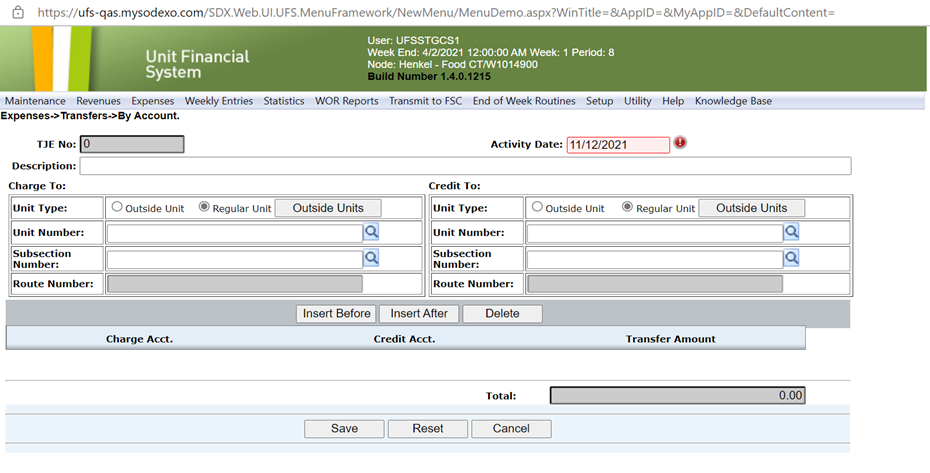 https://ufs-qas.mysodexo.com/SDX.Web.UI.UFS.MenuFramework/NewMenu/MenuDemo.aspx?WinTitle=&AppID=&MyAppID=&DefaultContent=
Unit Financial
System
User: UFSSTGCS1
Week End: 4/2/2021 12:00:00 AM Week: 1 Period: 8
Node: Henkel - Food CT/W1014900
Build Number 1.4.0.1215
Maintenance Revenues Expenses Weekly Entries Statistics WOR Reports Transmit to FSC End of Week Routines Setup Utility Help Knowledge Base
Expenses->Transfers->By Account.
TJE No: 0 Activity Date: 11/12/2021
Description:
Charge To: Credit To:
Unit Type: Outside Unit Regular Unit Outside Units Unit Type: Outside Unit Regular Unit Outside Units
Unit Number: Unit Number:
Subsection Number: Subsection Number:
Route Number: Route Number:
Insert Before Insert After Delete
Charge Acct. Credit Acct. Transfer Amount
Total: 0.00
Save Reset Cancel